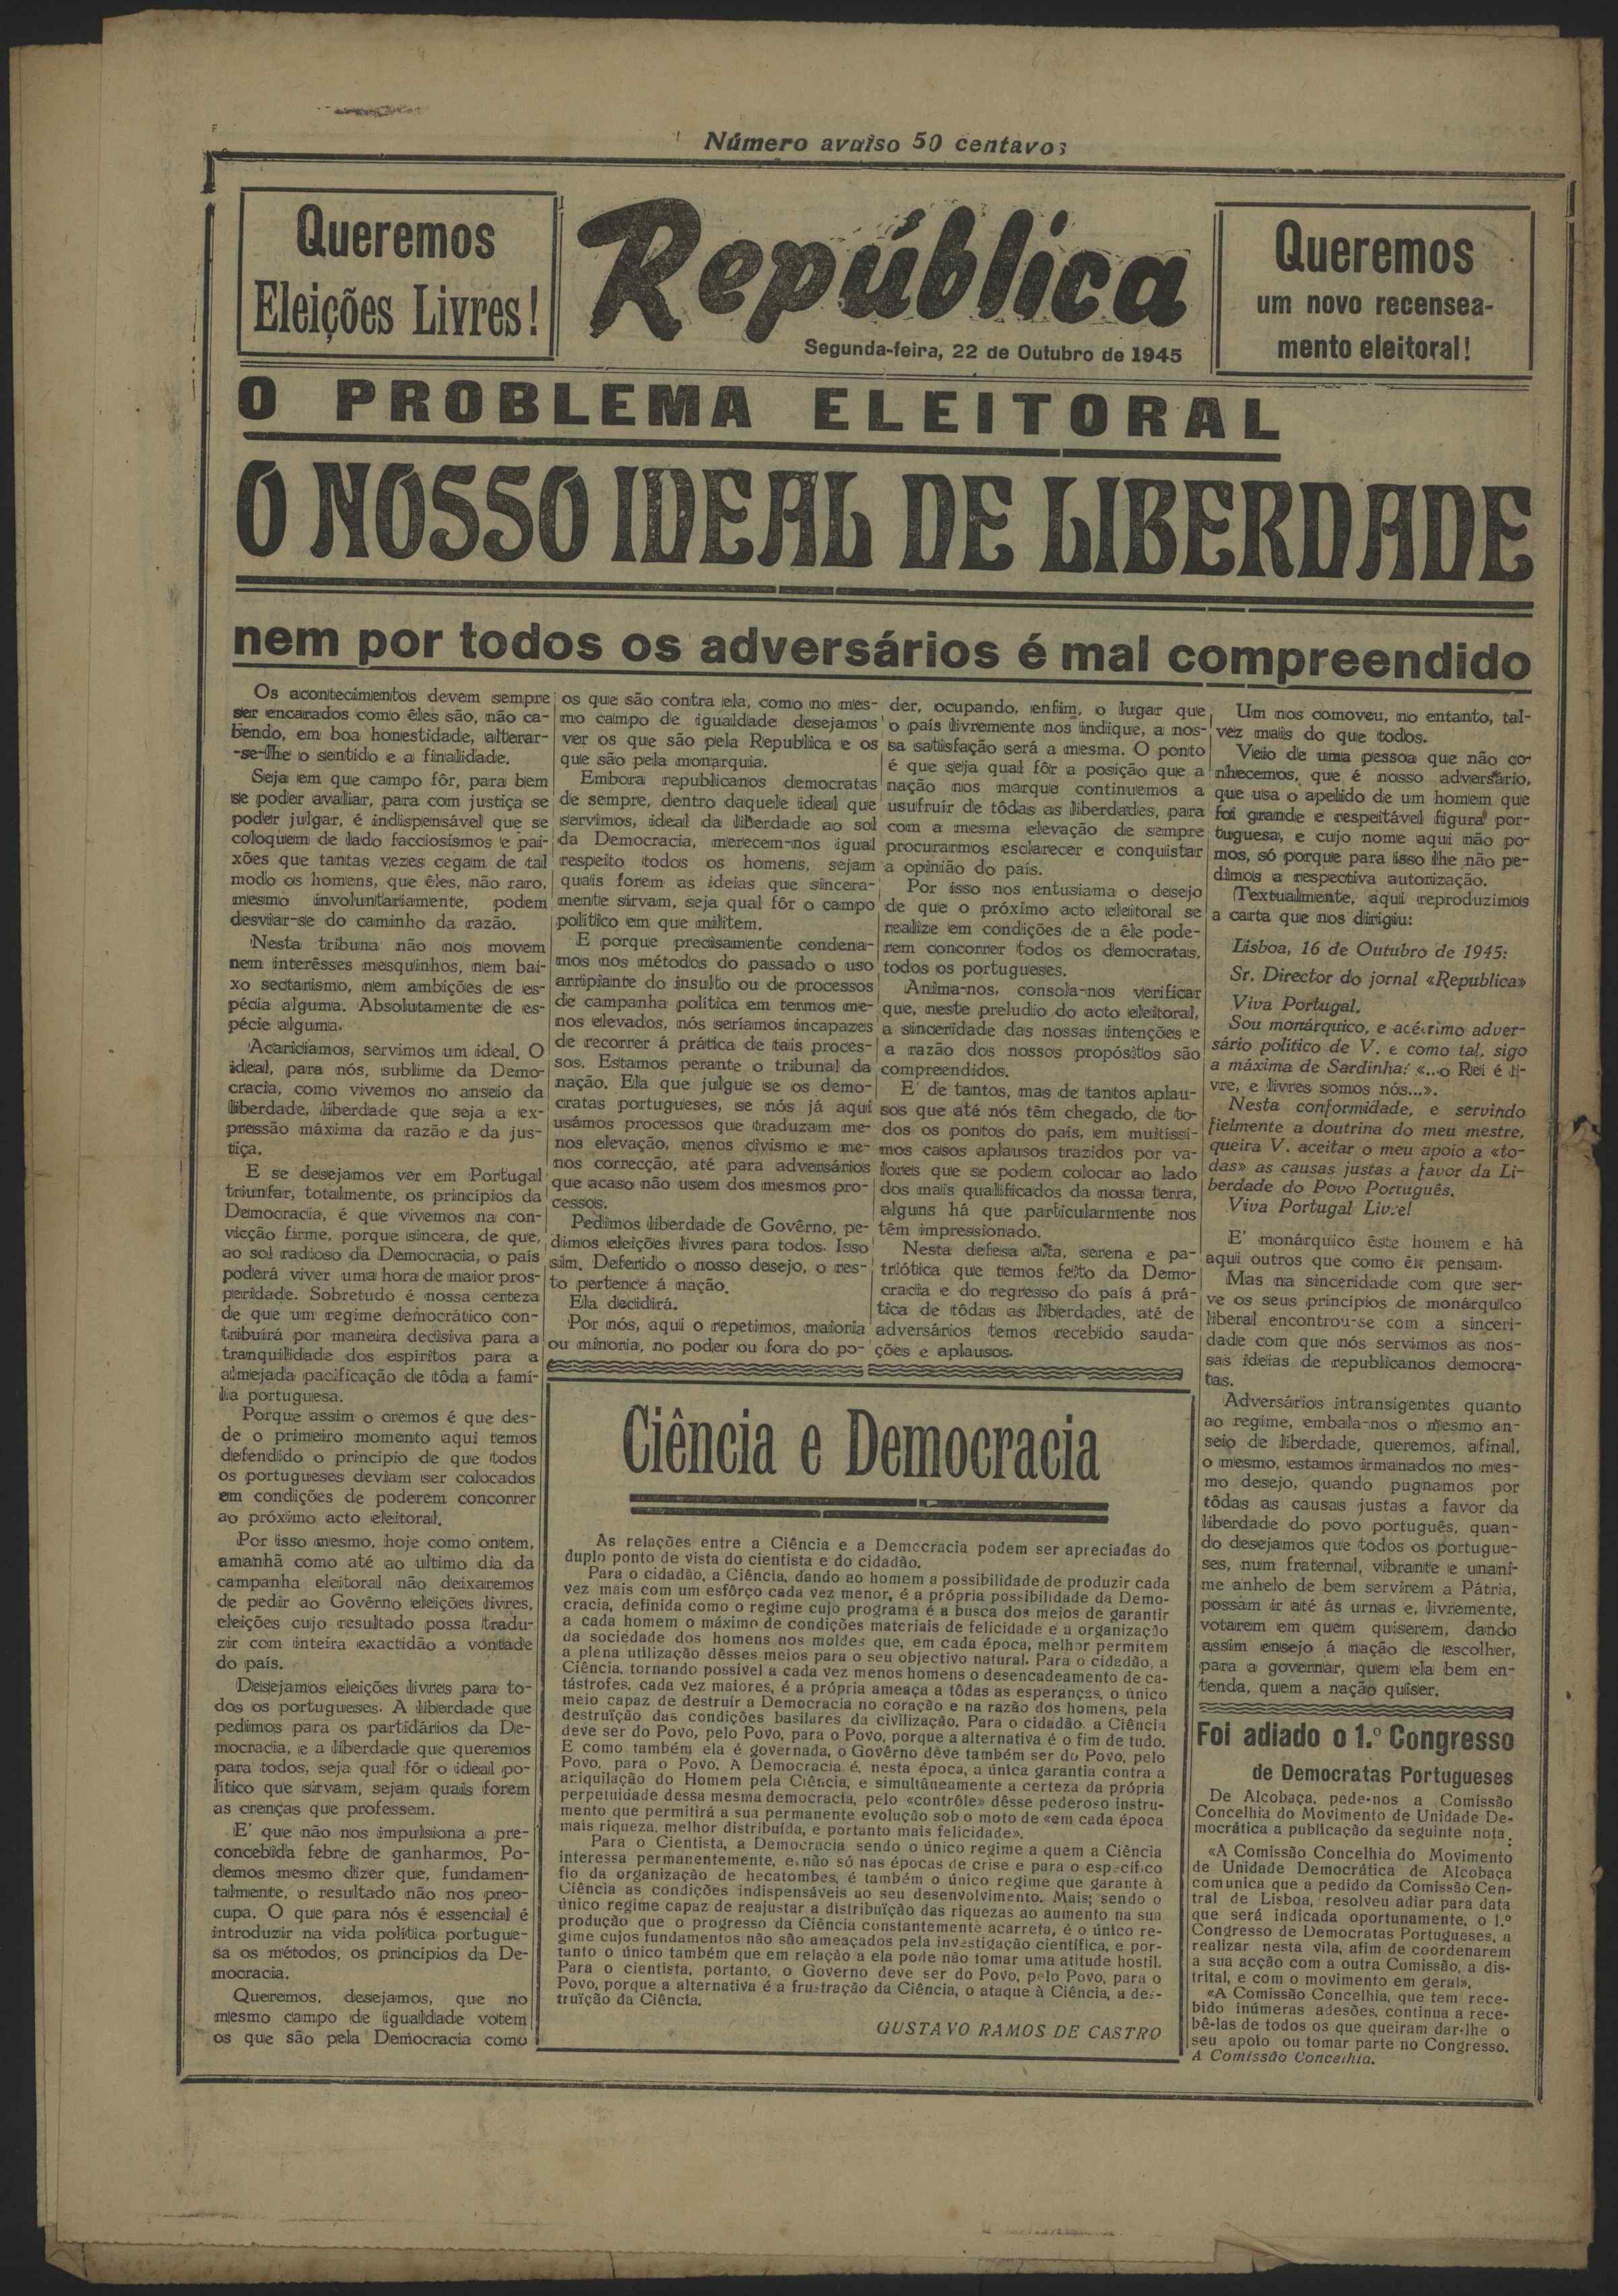 Número avulso 50 centavos
Queremos
Eleições Livres!
República
Segunda-feira, 22 de Outubro de 1945
Queremos
um novo recensea-
mento eleitoral!
O PROBLEMA ELEITORAL
O NOSSO IDEAL DE LIBERDADE
nem por todos os adversários é mal compreendido
Os acontecimentos devem sempre
ser encarados como êles são, não ca-
bendo, em boa honestidade, alterar-
-se-lhe o sentido e a finalidade.
Seja em que campo fôr, para bem
se poder avaliar, para com justiça se
poder julgar, é indispensável que se
coloquem de lado facciosismos e pai-
xões que tantas vezes cegam de tal
modo os homens, que êles, não raro,
mesmo involuntariamente, podem
desviar-se do caminho da razão.
Nesta tribuna não nos movem
nem interêsses mesquinhos, nem bai-
xo sectarismo, nem ambições de es-
pécia alguma. Absolutamente de es-
pécie alguma.
Acariciamos, servimos um ideal. O
ideal, para nós, sublime da Demo-
cracia, como vivemos no anseio da
liberdade, liberdade que seja a ex-
pressão máxima da razão e da jus-
tiça.
E se desejamos ver em Portugal
triunfar, totalmente, os princípios da
Democracia, é que vivemos na con-
vicção firme, porque sincera, de que,
ao sol radioso da Democracia, o país
poderá viver uma hora de maior pros-
peridade. Sobretudo é nossa certeza
de que um regime democrático con-
tribuirá por maneira decisiva para a
tranquilidade dos espíritos para a
almejada pacificação de tôda a famí-
lia portuguesa.
Porque assim o cremos é que des-
de o primeiro momento aqui temos
defendido o princípio de que todos
os portugueses deviam ser colocados
em condições de poderem concorrer
ao próximo acto eleitoral.
Por isso mesmo, hoje como ontem,
amanhã como até ao ultimo dia da
campanha eleitoral não deixaremos
de pedir ao Govêrno eleições livres,
eleições cujo resultado possa tradu-
zir com inteira exactidão a vontade
do país.
Desejamos eleições livres para to-
dos os portugueses. A liberdade que
pedimos para os partidários da De-
mocracia, e a liberdade que queremos
para todos, seja qual fôr o ideal po-
lítico que sirvam, sejam quais forem
as crenças que professem.
E' que não nos impulsiona a pre-
concebida febre de ganharmos. Po-
demos mesmo dizer que, fundamen-
talmente, o resultado não nos preo-
cupa. O que para nós é essencial é
introduzir na vida política portugue-
sa os métodos, os princípios da De-
mocracia.
Queremos, desejamos, que no
mesmo campo de igualdade votem
os que são pela Democracia como
os que são contra ela, como no mes-
mo campo de igualdade desejamos
ver os que são pela Republica e os
que são pela monarquia.
Embora republicanos democratas
de sempre, dentro daquele ideal que
servimos, ideal da liberdade ao sol
da Democracia, merecem-nos igual
respeito todos os homens, sejam
quais forem as ideias que sincera-
mente sirvam, seja qual fôr o campo
político em que militem.
E porque precisamente condena-
mos nos métodos do passado o uso
arripiante do insulto ou de processos
de campanha política em termos me-
nos elevados, nós seríamos incapazes
de recorrer á prática de tais proces-
sos. Estamos perante o tribunal da
nação. Ela que julgue se os demo-
cratas portugueses, se nós já aqui
usámos processos que traduzam me-
nos elevação, menos civismo e me-
nos correcção, até para adversários
que acaso não usem dos mesmos pro-
cessos.
Pedimos liberdade de Govêrno, pe-
dimos eleições livres para todos. Isso
sim. Deferido o nosso desejo, o res-
to pertence á nação.
Ela decidirá.
Por nós, aqui o repetimos, maioria
ou minoria, no poder ou fora do po-
der, ocupando, enfim, o lugar que
o país livremente nos indique, a nos-
sa satisfação será a mesma. O ponto
é que seja qual fôr a posição que a
nação nos marque continuemos a
usufruír de tôdas as liberdades, para
com a mesma elevação de sempre
procurarmos esclarecer e conquistar
a opinião do país.
Por isso nos entusiama o desejo
de que o próximo acto eleitoral se
realize em condições de a êle pode-
rem concorrer todos os democratas,
todos os portugueses.
Anima-nos, consola-nos verificar
que, neste preludio do acto eleitoral,
a sinceridade das nossas intenções e
a razão dos nossos propósitos são
compreendidos.
E' de tantos, mas de tantos aplau-
sos que até nós têm chegado, de to-
dos os pontos do país, em muitíssi-
mos casos aplausos trazidos por va-
lores que se podem colocar ao lado
dos mais qualificados da nossa terra,
alguns há que particularmente nos
têm impressionado.
Nesta defesa alta, serena e pa-
triótica que temos feito da Demo-
cracia e do regresso do país á prá-
tica de tôdas as liberdades, até de
adversários temos recebido sauda-
ções e aplausos.
Um nos comoveu, no entanto, tal-
vez mais do que todos.
Veio de uma pessoa que não co-
nhecemos, que é nosso adversário,
que usa o apelido de um homem que
foi grande e respeitável figura por-
tuguesa, e cujo nome aqui não po-
mos, só porque para isso lhe não pe-
dimos a respectiva autorização.
Textualmente, aqui reproduzimos
a carta que nos dirigiu:
Lisboa, 16 de Outubro de 1945:
Sr. Director do jornal «Republica»
Viva Portugal.
Sou monárquico, e acérrimo adver-
sário político de V. e como tal, sigo
a máxima de Sardinha: «...o Rei é li-
vre, e livres somos nós...».
Nesta conformidade, e servindo
fielmente a doutrina do meu mestre,
queira V. aceitar o meu apoio a «to-
das» as causas justas a favor da Li-
berdade do Povo Português.
Viva Portugal Livre!
E' monárquico êste homem e há
aqui outros que como êle pensam.
Mas na sinceridade com que ser-
ve os seus princípios de monárquico
liberal encontrou-se com a sinceri-
dade com que nós servimos as nos-
sas ideias de republicanos democra-
tas.
Adversários intransigentes quanto
ao regime, embala-nos o mesmo an-
seio de liberdade, queremos, afinal,
o mesmo, estamos irmanados no mes-
mo desejo, quando pugnamos por
tôdas as causas justas a favor da
liberdade do povo português, quan-
do desejamos que todos os portugue-
ses, num fraternal, vibrante e unani-
me anhelo de bem servirem a Pátria,
possam ir até ás urnas e, livremente,
votarem em quem quiserem, dando
assim ensejo á nação de escolher,
para a governar, quem ela bem en-
tenda, quem a nação quiser.
Ciência e Democracia
As relações entre a Ciência e a Democracia podem ser apreciadas do
duplo ponto de vista do cientista e do cidadão.
Para o cidadão, a Ciência, dando ao homem a possibilidade de produzir cada
vez mais com um esfôrço cada vez menor, é a própria possibilidade da Demo-
cracia, definida como o regime cujo programa é a busca dos meios de garantir
a cada homem o máximo de condições materiais de felicidade e a organização
da sociedade dos homens nos moldes que, em cada época, melhor permitem
a plena utilização dêsses meios para o seu objectivo natural. Para o cidadão, a
Ciência, tornando possível a cada vez menos homens o desencadeamento de ca-
tástrofes, cada vez maiores, é a própria ameaça a tôdas as esperanças, o único
meio capaz de destruír a Democracia no coração e na razão dos homens, pela
destruïção das condições basilares da civilização. Para o cidadão, a Ciência
deve ser do Povo, pelo Povo, para o Povo, porque a alternativa é o fim de tudo.
E como também ela é governada, o Govêrno dêve também ser do Povo, pelo
Povo, para o Povo. A Democracia é, nesta época, a única garantia contra a
aniquilação do Homem pela Ciência, e simultâneamente a certeza da própria
perpetuidade dessa mesma democracia, pelo «contrôle» dêsse poderoso instru-
mento que permitirá a sua permanente evolução sob o moto de «em cada época
mais riqueza, melhor distribuída, e portanto mais felicidade».
Para o Cientista, a Democracia sendo o único regime a quem a Ciência
interessa permanentemente, e não só nas épocas de crise e para o específico
fio da organização de hecatombes, é também o único regime que garante à
Ciência as condições indispensáveis ao seu desenvolvimento. Mais; sendo o
único regime capaz de reajustar a distribuïção das riquezas ao aumento na sua
produção que o progresso da Ciência constantemente acarreta, é o único re-
gime cujos fundamentos não são ameaçados pela investigação científica, e por-
tanto o único também que em relação a ela pode não tomar uma atitude hostil.
Para o cientista, portanto, o Governo deve ser do Povo, pelo Povo, para o
Povo, porque a alternativa é a frustração da Ciência, o ataque à Ciência, a des-
truïção da Ciência.
GUSTAVO RAMOS DE CASTRO
Foi adiado o 1.º Congresso
de Democratas Portugueses
De Alcobaça, pede-nos a Comissão
Concelhia do Movimento de Unidade De-
mocrática a publicação da seguinte nota:
«A Comissão Concelhia do Movimento
de Unidade Democrática de Alcobaça
comunica que a pedido da Comissão Cen-
tral de Lisboa, resolveu adiar para data
que será indicada oportunamente, o 1.º
Congresso de Democratas Portugueses, a
realizar nesta vila, afim de coordenarem
a sua acção com a outra Comissão, a dis-
trital, e com o movimento em geral».
«A Comissão Concelhia, que tem rece-
bido inúmeras adesões, continua a rece-
bê-las de todos os que queiram dar-lhe o
seu apoio ou tomar parte no Congresso.
A Comissão Concelhia.